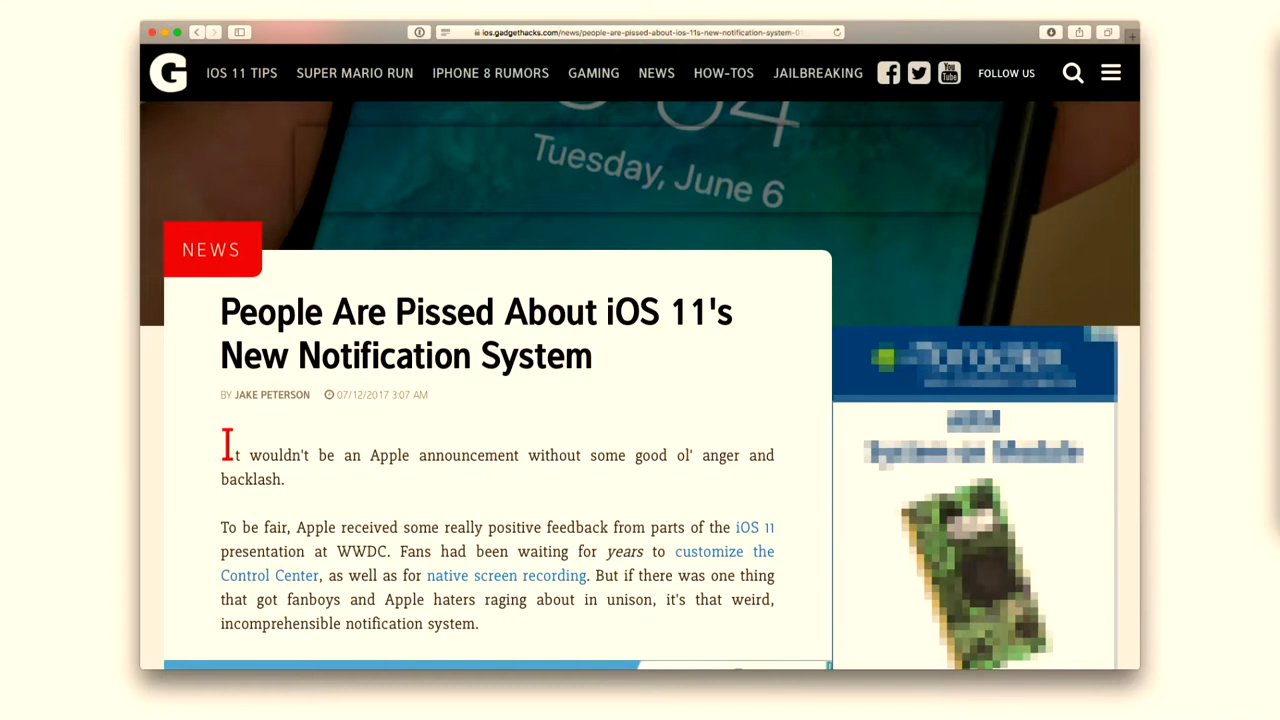 ios.gadgethacks.com/news/people-are-pissed-about-ios-11s-new-notification-system-0
G IOS 11 TIPS SUPER MARIO RUN IPHONE 8 RUMORS GAMING NEWS HOW-TOS JAILBREAKING You Tube FOLLOW US
Tuesday, June 6
NEWS
People Are Pissed About iOS 11's
New Notification System
BY JAKE PETERSON 07/12/2017 3:07 AM
It wouldn't be an Apple announcement without some good ol' anger and
backlash.
To be fair, Apple received some really positive feedback from parts of the iOS 11
presentation at WWDC. Fans had been waiting for years to customize the
Control Center, as well as for native screen recording. But if there was one thing
that got fanboys and Apple haters raging about in unison, it's that weird,
incomprehensible notification system.
System on Module